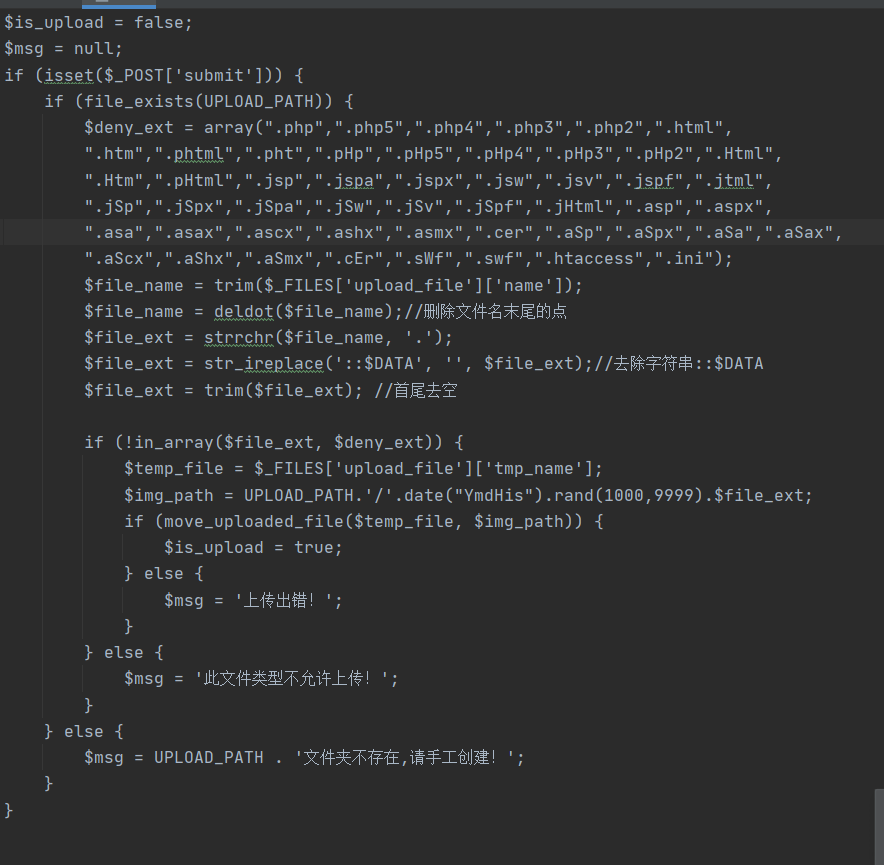 $is_upload = false;
$msg = null;
if (isset($_POST['submit'])) {
    if (file_exists(UPLOAD_PATH)) {
        $deny_ext = array(".php",".php5",".php4",".php3",".php2",".html",
        ".htm",".phtml",".pht",".pHp",".pHp5",".pHp4",".pHp3",".pHp2",".Html",
        ".Htm",".pHtml",".jsp",".jspa",".jspx",".jsw",".jsv",".jspf",".jtml",
        ".jSp",".jSpx",".jSpa",".jSw",".jSv",".jSpf",".jHtml",".asp",".aspx",
        ".asa",".asax",".ascx",".ashx",".asmx",".cer",".aSp",".aSpx",".aSa",".aSax",
        ".aScx",".aShx",".aSmx",".cEr",".sWf",".swf",".htaccess",".ini");
        $file_name = trim($_FILES['upload_file']['name']);
        $file_name = deldot($file_name);//删除文件名末尾的点
        $file_ext = strrchr($file_name, '.');
        $file_ext = str_ireplace('::$DATA', '', $file_ext);//去除字符串::$DATA
        $file_ext = trim($file_ext); //首尾去空
        if (!in_array($file_ext, $deny_ext)) {
            $temp_file = $_FILES['upload_file']['tmp_name'];
            $img_path = UPLOAD_PATH.'/'.date("YmdHis").rand(1000,9999).$file_ext;
            if (move_uploaded_file($temp_file, $img_path)) {
                $is_upload = true;
            } else {
                $msg = '上传出错！';
            }
        } else {
            $msg = '此文件类型不允许上传！';
        }
    } else {
        $msg = UPLOAD_PATH . '文件夹不存在,请手工创建！';
    }
}